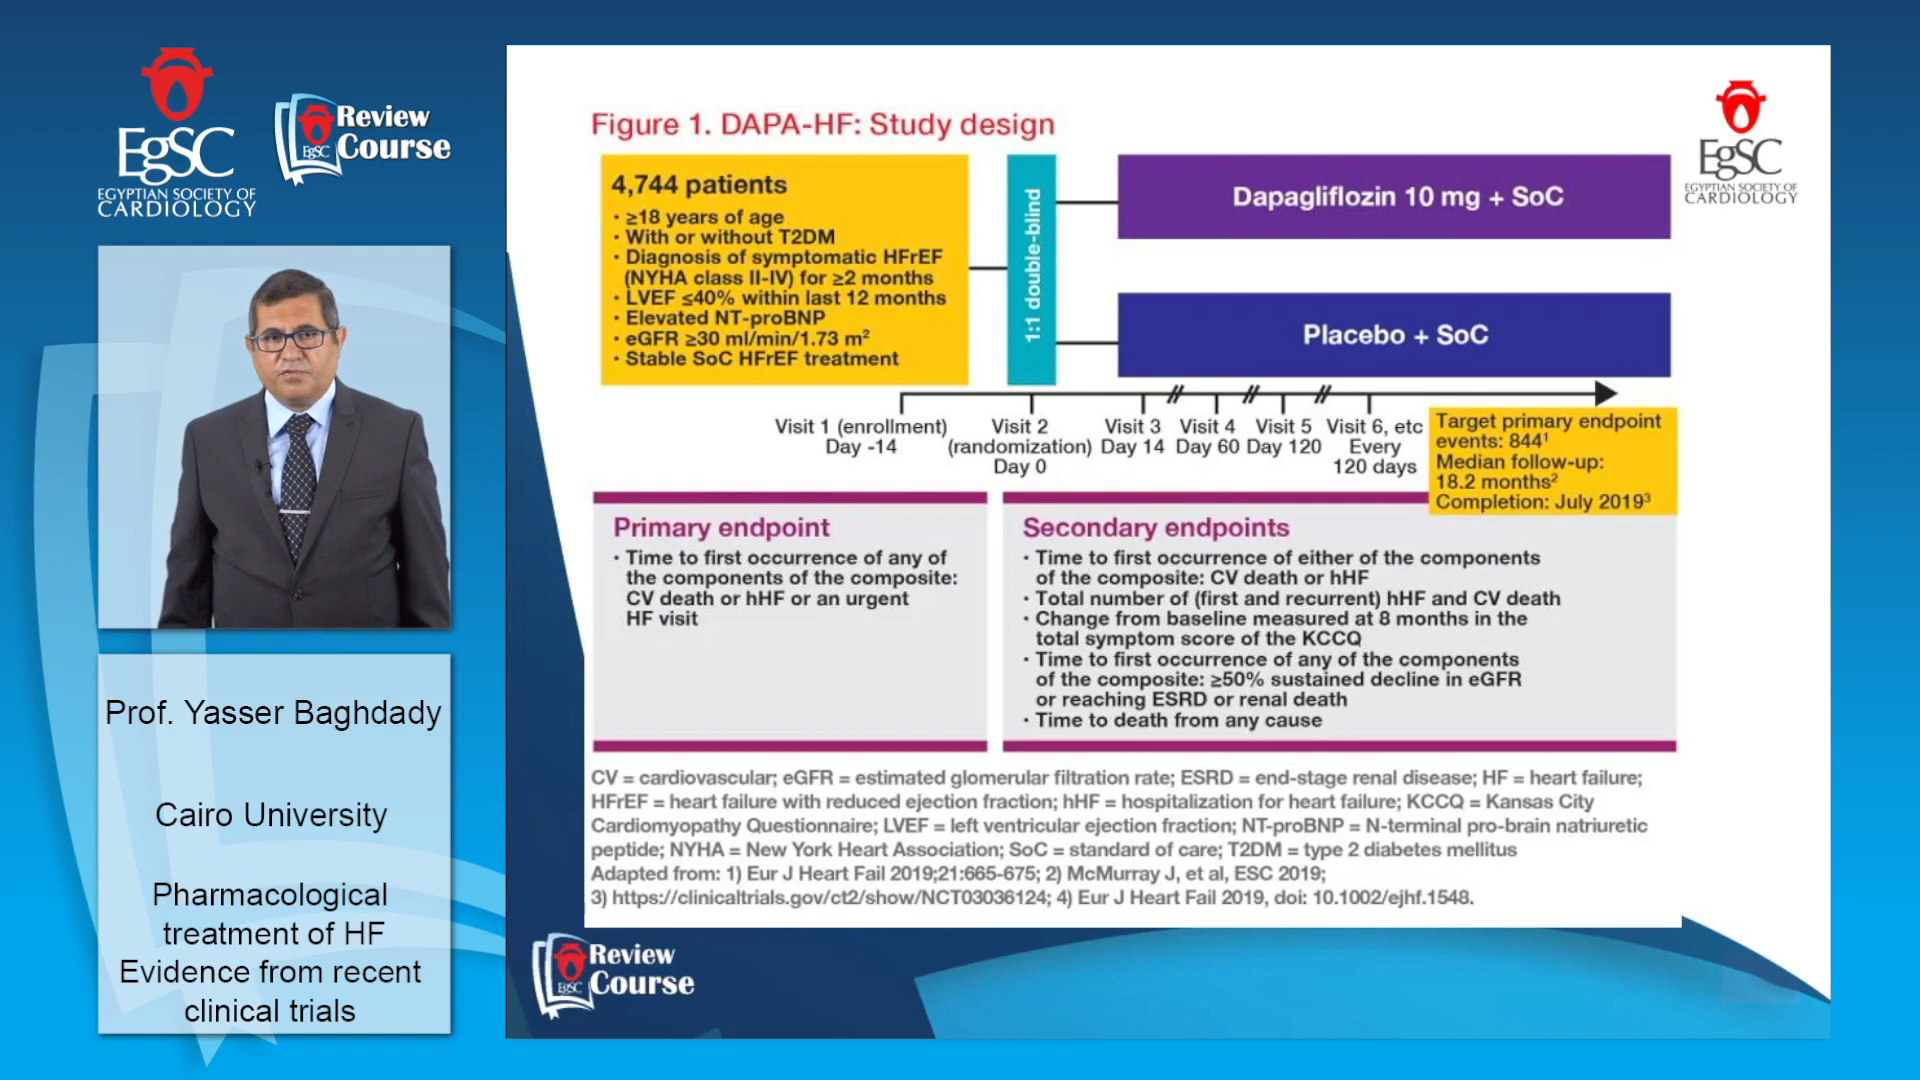 EgSC
EGYPTIAN SOCIETY OF
CARDIOLOGY
EgSC
Review
Course
Prof. Yasser Baghdady
Cairo University
Pharmacological
treatment of HF
Evidence from recent
clinical trials
EgSC
EGYPTIAN SOCIETY OF
CARDIOLOGY
Figure 1. DAPA-HF: Study design
4,744 patients
· ≥18 years of age
· With or without T2DM
· Diagnosis of symptomatic HFrEF
(NYHA class II-IV) for ≥2 months
· LVEF ≤40% within last 12 months
· Elevated NT-proBNP
· eGFR ≥30 ml/min/1.73 m²
· Stable SoC HFrEF treatment
1:1 double-blind
Dapagliflozin 10 mg + SoC
Placebo + SoC
Visit 1 (enrollment)
Day -14
Visit 2
(randomization)
Day 0
Visit 3
Day 14
Visit 4
Day 60
Visit 5
Day 120
Visit 6, etc
Every
120 days
Target primary endpoint
events: 844¹
Median follow-up:
18.2 months²
Completion: July 2019³
Primary endpoint
· Time to first occurrence of any of
the components of the composite:
CV death or hHF or an urgent
HF visit
Secondary endpoints
· Time to first occurrence of either of the components
of the composite: CV death or hHF
· Total number of (first and recurrent) hHF and CV death
· Change from baseline measured at 8 months in the
total symptom score of the KCCQ
· Time to first occurrence of any of the components
of the composite: ≥50% sustained decline in eGFR
or reaching ESRD or renal death
· Time to death from any cause
CV = cardiovascular; eGFR = estimated glomerular filtration rate; ESRD = end-stage renal disease; HF = heart failure;
HFrEF = heart failure with reduced ejection fraction; hHF = hospitalization for heart failure; KCCQ = Kansas City
Cardiomyopathy Questionnaire; LVEF = left ventricular ejection fraction; NT-proBNP = N-terminal pro-brain natriuretic
peptide; NYHA = New York Heart Association; SoC = standard of care; T2DM = type 2 diabetes mellitus
Adapted from: 1) Eur J Heart Fail 2019;21:665-675; 2) McMurray J, et al, ESC 2019;
3) https://clinicaltrials.gov/ct2/show/NCT03036124; 4) Eur J Heart Fail 2019, doi: 10.1002/ejhf.1548.
EgSC
Review
Course